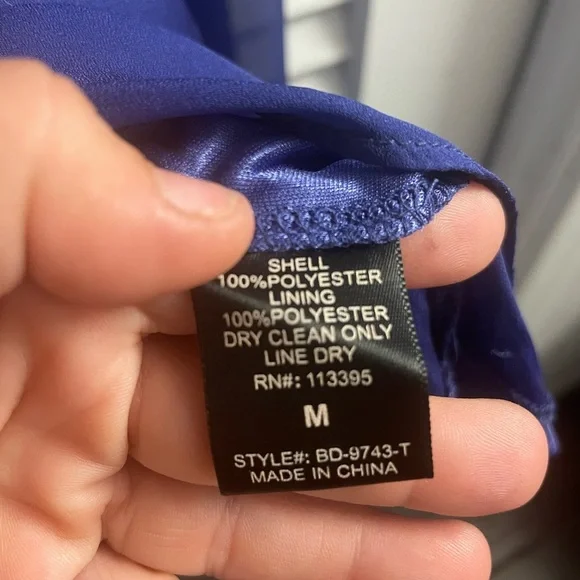 SHELL
100%POLYESTER
LINING
100%POLYESTER
DRY CLEAN ONLY
LINE DRY
RN#: 113395
M
STYLE#: BD-9743-T
MADE IN CHINA